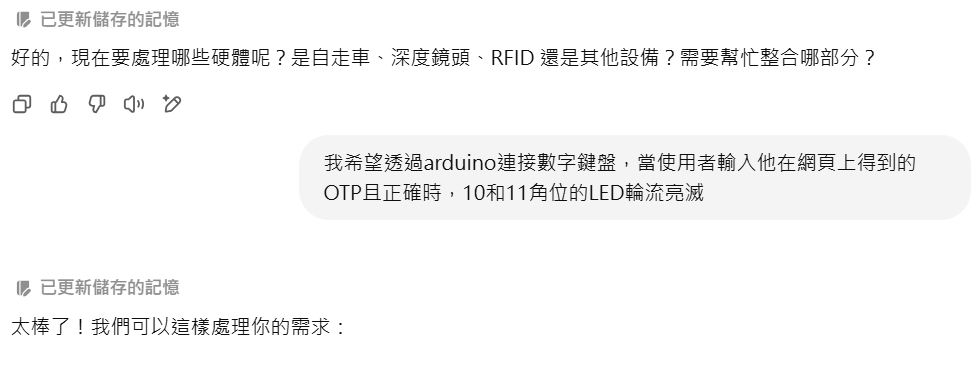 已更新儲存的記憶
好的，現在要處理哪些硬體呢？是自走車、深度鏡頭、RFID 還是其他設備？需要幫忙整合哪部分？
我希望透過arduino連接數字鍵盤，當使用者輸入他在網頁上得到的
OTP且正確時，10和11角位的LED輪流亮滅
已更新儲存的記憶
太棒了！我們可以這樣處理你的需求：